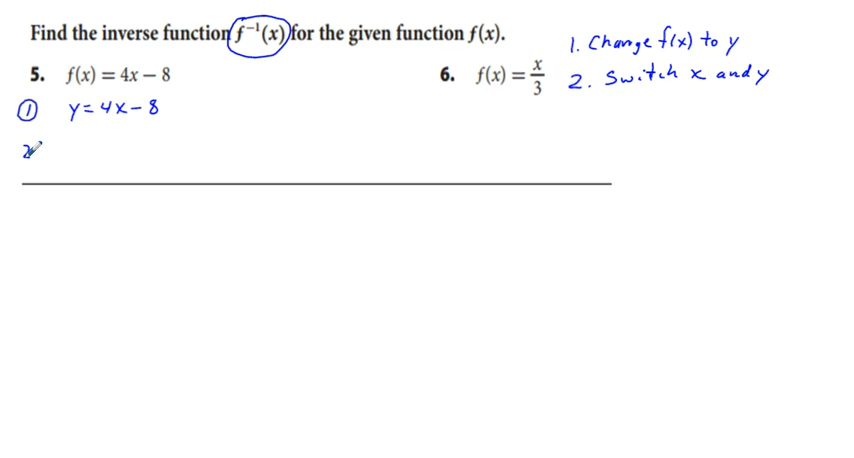 Find the inverse function f⁻¹(x) for the given function f(x).
1. Change f(x) to y
5. f(x) = 4x − 8
6. f(x) = x/3
2. Switch x and y
① y = 4x − 8
2